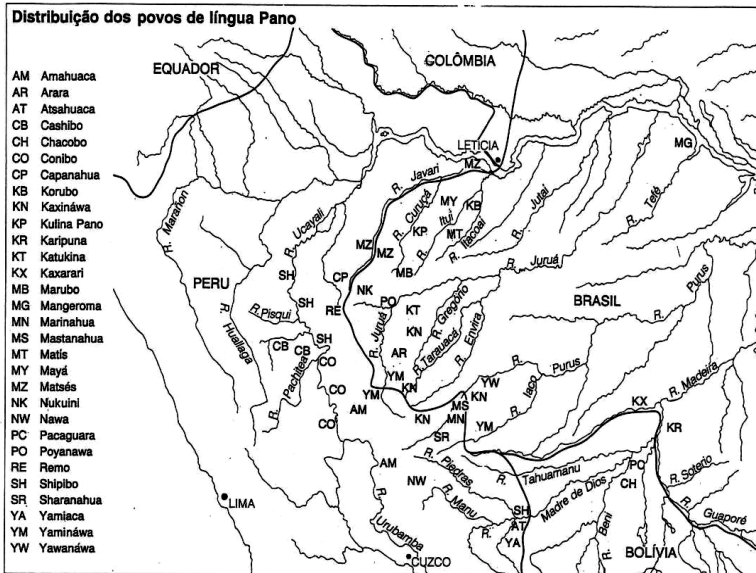 Distribuição dos povos de língua Pano
AM Amahuaca
AR Arara
AT Atsahuaca
CB Cashibo
CH Chacobo
CO Conibo
CP Capanahua
KB Korubo
KN Kaxináwa
KP Kulina Pano
KR Karipuna
KT Katukina
KX Kaxarari
MB Marubo
MG Mangeroma
MN Marinahua
MS Mastanahua
MT Matis
MY Mayá
MZ Matsés
NK Nukuini
NW Nawa
PC Pacaguara
PO Poyanawa
RE Remo
SH Shipibo
SR Sharanahua
YA Yamiaca
YM Yamináwa
YW Yawanáwa
EQUADOR
COLÔMBIA
LETÍCIA
MZ
MG
R. Javari
R. Marañon
R. Ucayali
R. Curuçá
MY
KB
R. Ituí
R. Itacoaí
R. Jutaí
R. Tefé
KP
MT
MZ
MZ
MB
PERU
SH
CP
R. Juruá
NK
PO
BRASIL
R. Purus
SH
RE
R. Pisqui
R. Huallaga
KT
KN
R. Gregório
R. Juruá
R. Tarauacá
R. Envira
AR
SH
CB
CB
CO
R. Pachitea
YM
KN
YM
CO
AM
YW
KN
R. Purus
R. Iaco
MS
MN
KN
YM
SR
KX
R. Madeira
KR
CO
AM
NW
R. Piedras
R. Manu
R. Tahuamanu
PC
CH
Madre de Dios
R. Soterio
R. Guaporé
SH
AT
YA
R. Beni
BOLÍVIA
LIMA
R. Urubamba
CUZCO